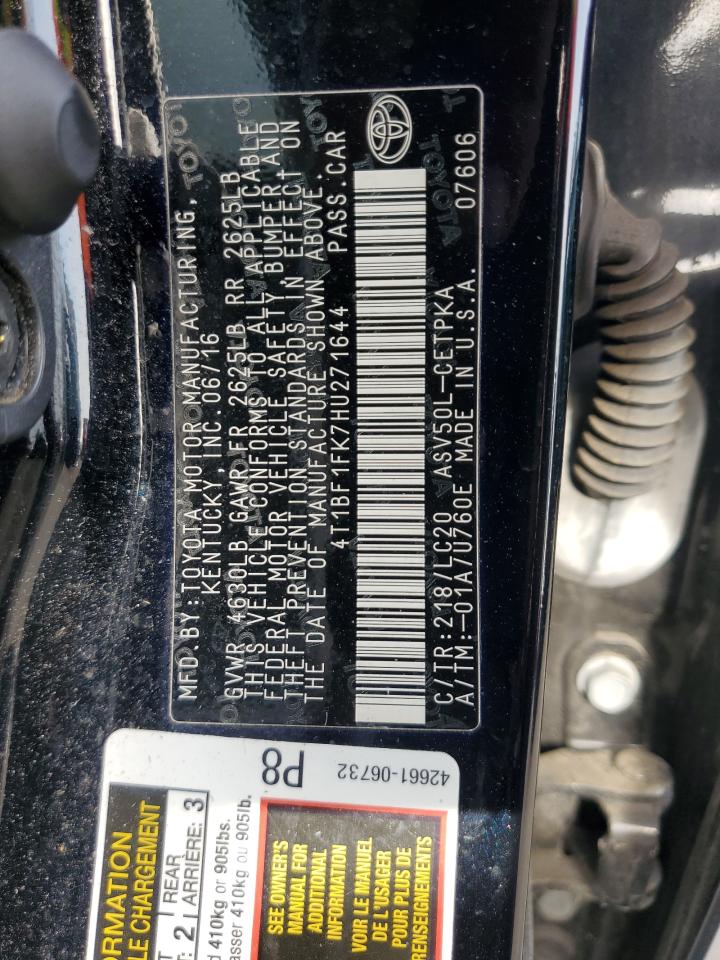 MFD. BY: TOYOTA MOTOR MANUFACTURING,
KENTUCKY, INC. 06/16
GVWR 4630LB GAWR FR 2625LB RR 2625LB
THIS VEHICLE CONFORMS TO ALL APPLICABLE
FEDERAL MOTOR VEHICLE SAFETY, BUMPER AND
THEFT PREVENTION STANDARDS IN EFFECT ON
THE DATE OF MANUFACTURE SHOWN ABOVE.
4T1BF1FK7HU271644 PASS.CAR
C/TR:218/LC20 ASV50L-CETPKA
A/TM:-01A/U760E MADE IN U.S.A. 07606
P8
42661-06732
REAR
2 ARRIÈRE: 3
410kg or 905lbs.
410kg ou 905lb.
SEE OWNER'S
MANUAL FOR
ADDITIONAL
INFORMATION
VOIR LE MANUEL
DE L'USAGER
POUR PLUS DE
RENSEIGNEMENTS